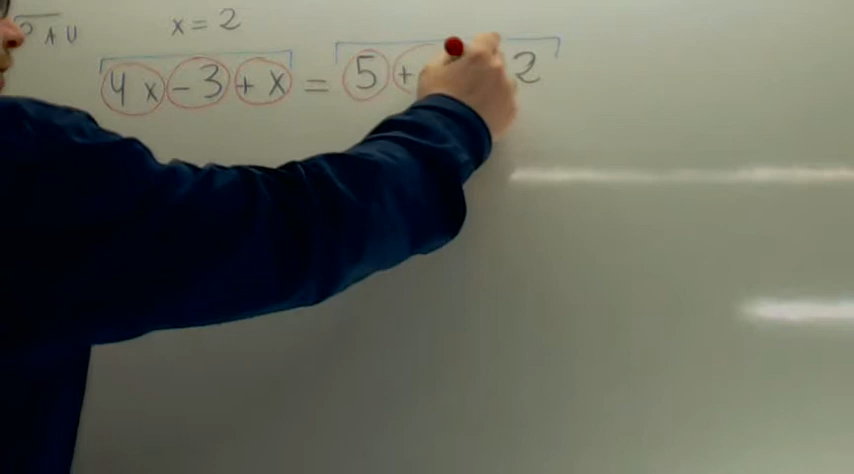 x = 2
4x - 3 + x = 5 + 2